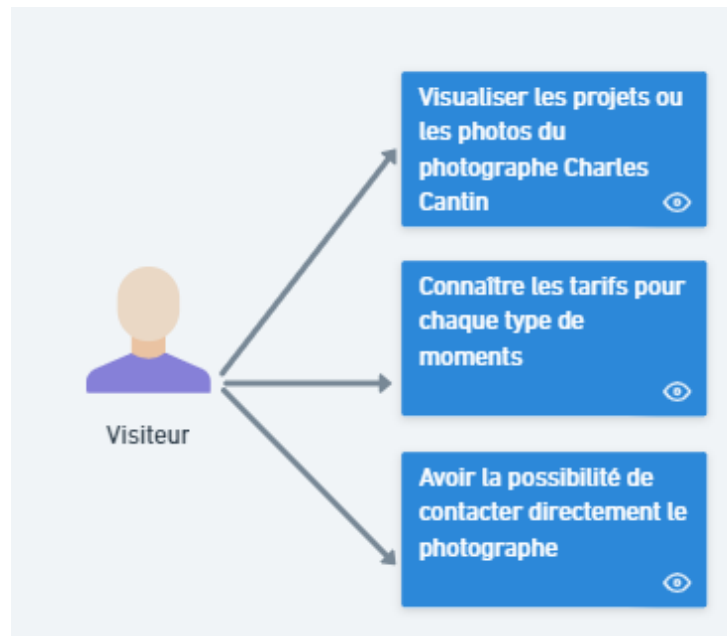 Visualiser les projets ou
les photos du
photographe Charles
Cantin
Connaître les tarifs pour
chaque type de
moments
Visiteur
Avoir la possibilité de
contacter directement le
photographe